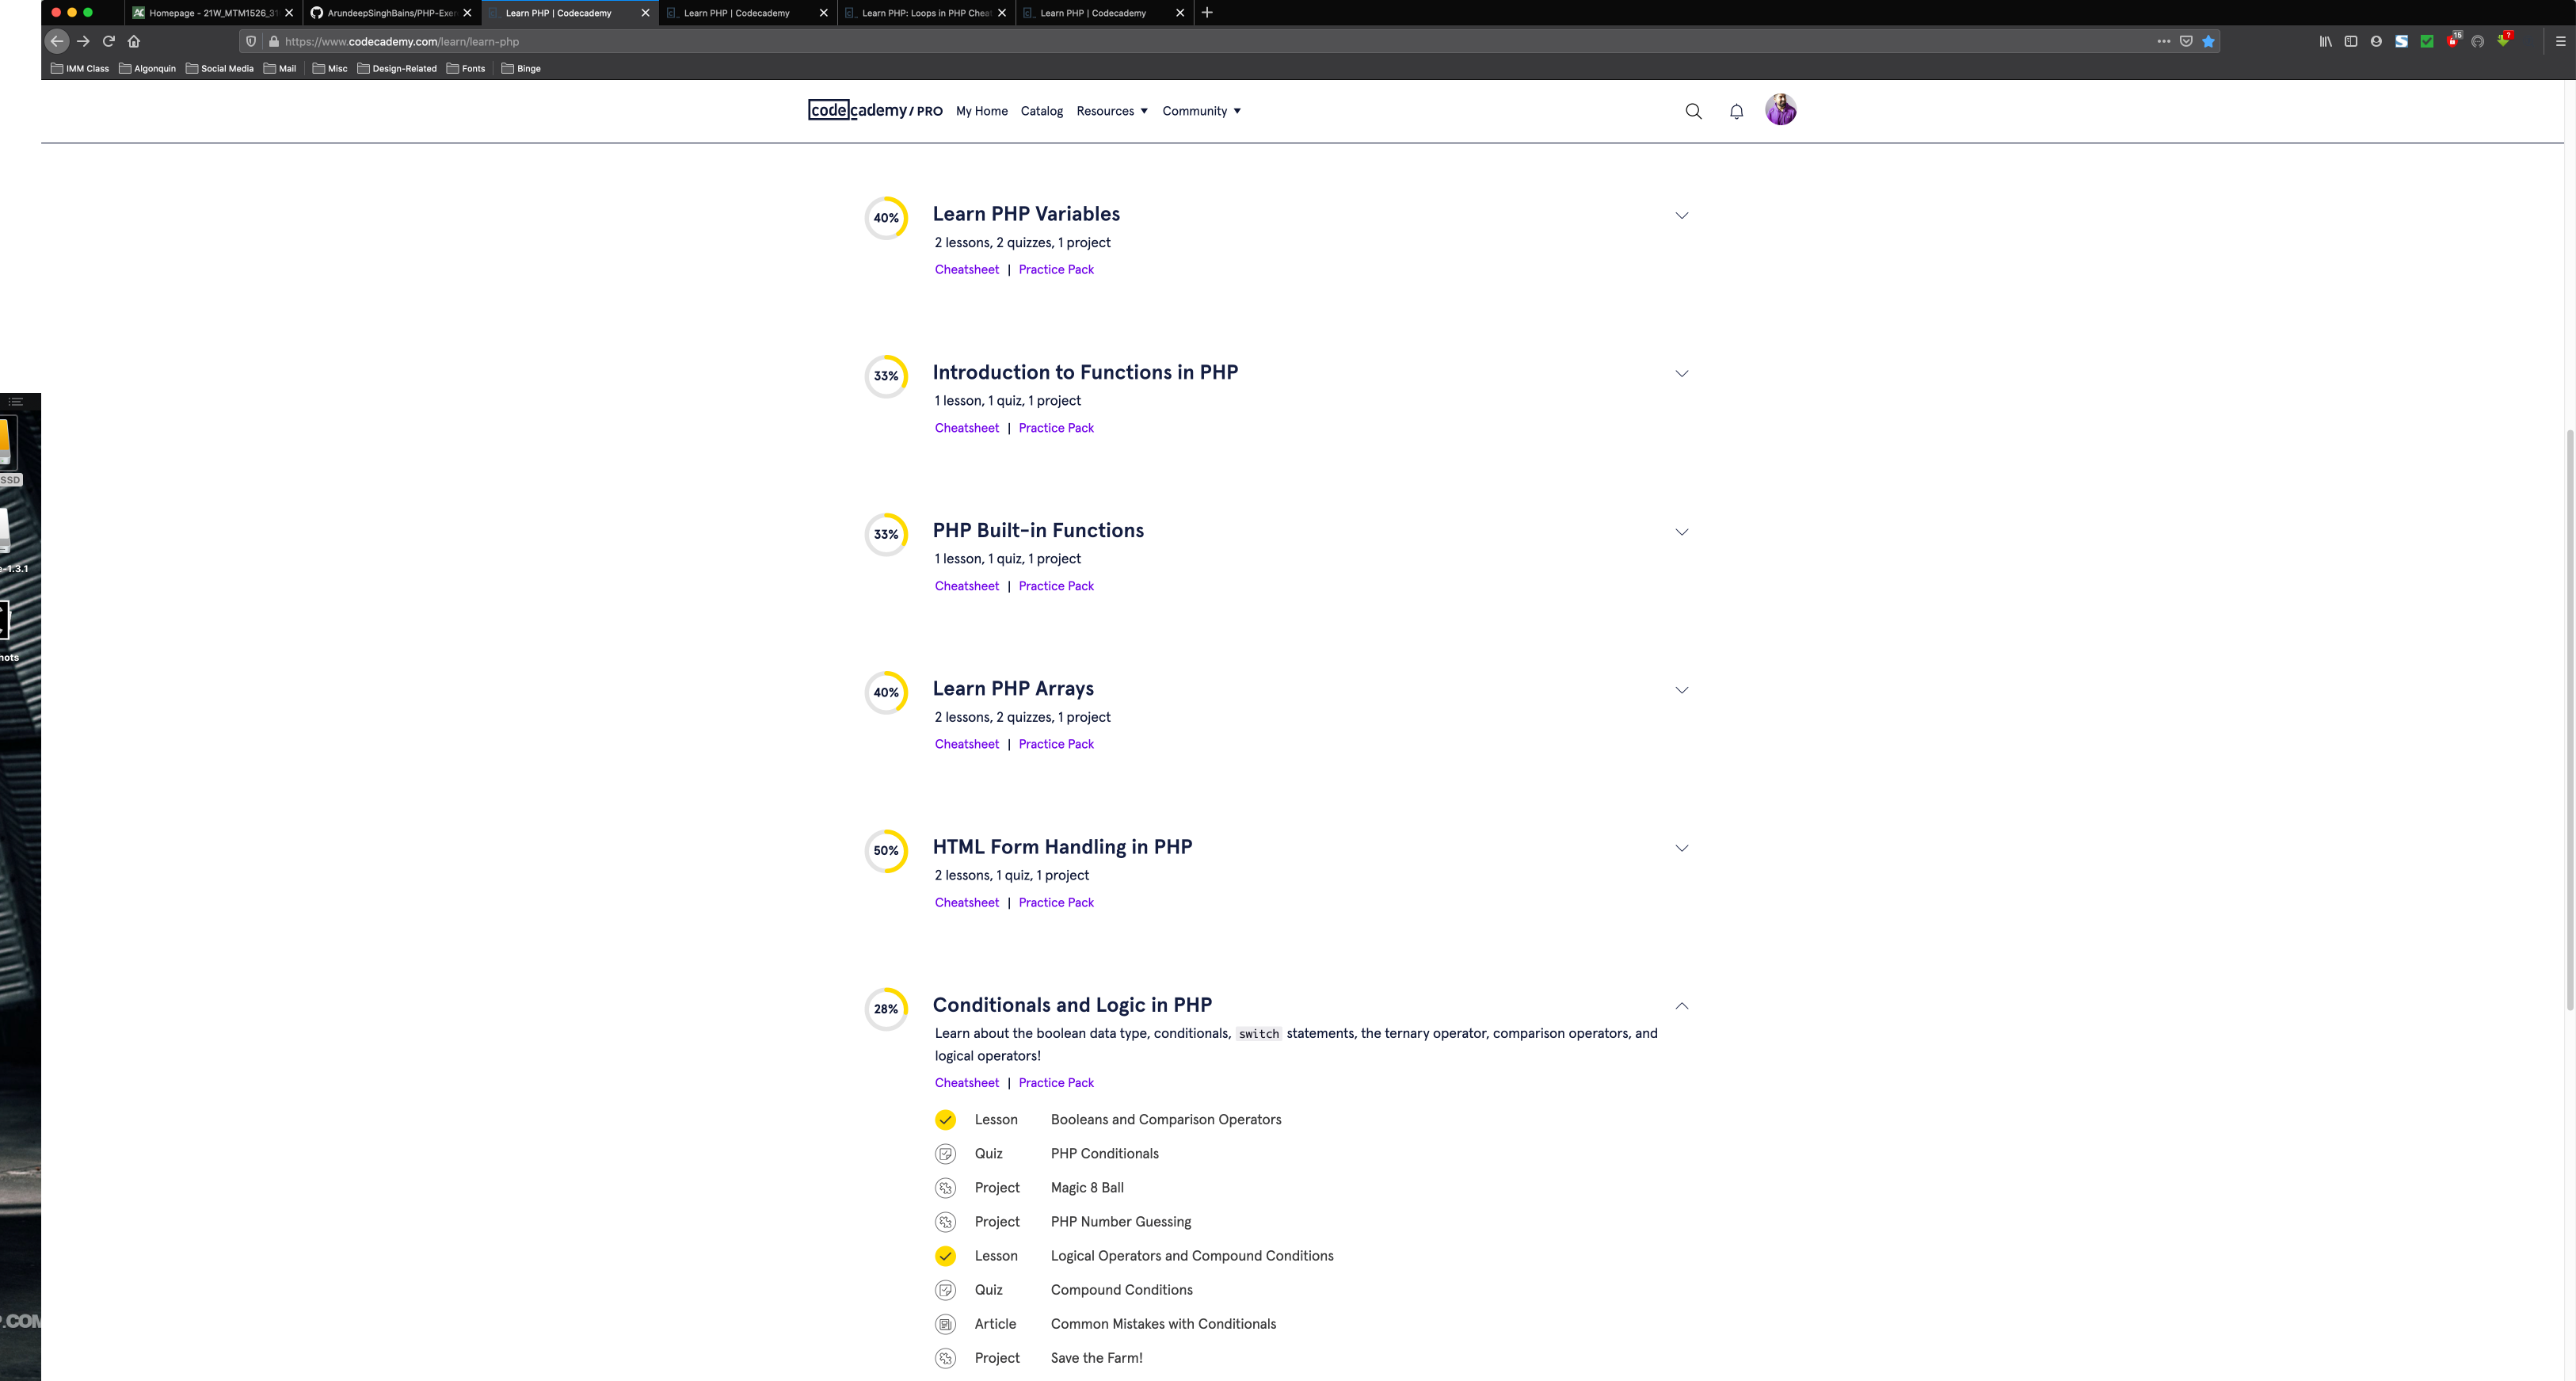 Homepage - 21W_MTM1526_31
ArundeepSinghBains/PHP-Exer
Learn PHP | Codecademy
Learn PHP | Codecademy
Learn PHP: Loops in PHP Cheat
Learn PHP | Codecademy
https://www.codecademy.com/learn/learn-php
15
?
IMM Class Algonquin Social Media Mail Misc Design-Related Fonts Binge
codecademy / PRO My Home Catalog Resources Community
40% Learn PHP Variables
2 lessons, 2 quizzes, 1 project
Cheatsheet | Practice Pack
33% Introduction to Functions in PHP
1 lesson, 1 quiz, 1 project
Cheatsheet | Practice Pack
SSD
33% PHP Built-in Functions
1 lesson, 1 quiz, 1 project
e-1.3.1
Cheatsheet | Practice Pack
hots
40% Learn PHP Arrays
2 lessons, 2 quizzes, 1 project
Cheatsheet | Practice Pack
50% HTML Form Handling in PHP
2 lessons, 1 quiz, 1 project
Cheatsheet | Practice Pack
28% Conditionals and Logic in PHP
Learn about the boolean data type, conditionals, switch statements, the ternary operator, comparison operators, and
logical operators!
Cheatsheet | Practice Pack
Lesson Booleans and Comparison Operators
Quiz PHP Conditionals
Project Magic 8 Ball
Project PHP Number Guessing
Lesson Logical Operators and Compound Conditions
Quiz Compound Conditions
P.COM
Article Common Mistakes with Conditionals
Project Save the Farm!